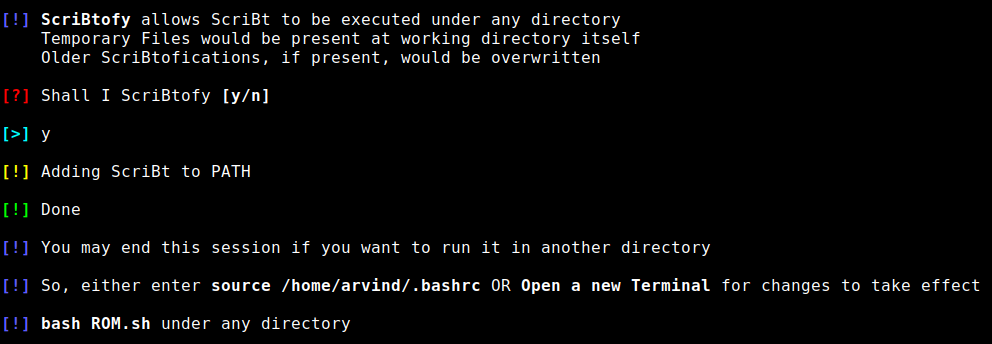 [!] ScriBtofy allows ScriBt to be executed under any directory
Temporary Files would be present at working directory itself
Older ScriBtofications, if present, would be overwritten
[?] Shall I ScriBtofy [y/n]
[>] y
[!] Adding ScriBt to PATH
[!] Done
[!] You may end this session if you want to run it in another directory
[!] So, either enter source /home/arvind/.bashrc OR Open a new Terminal for changes to take effect
[!] bash ROM.sh under any directory